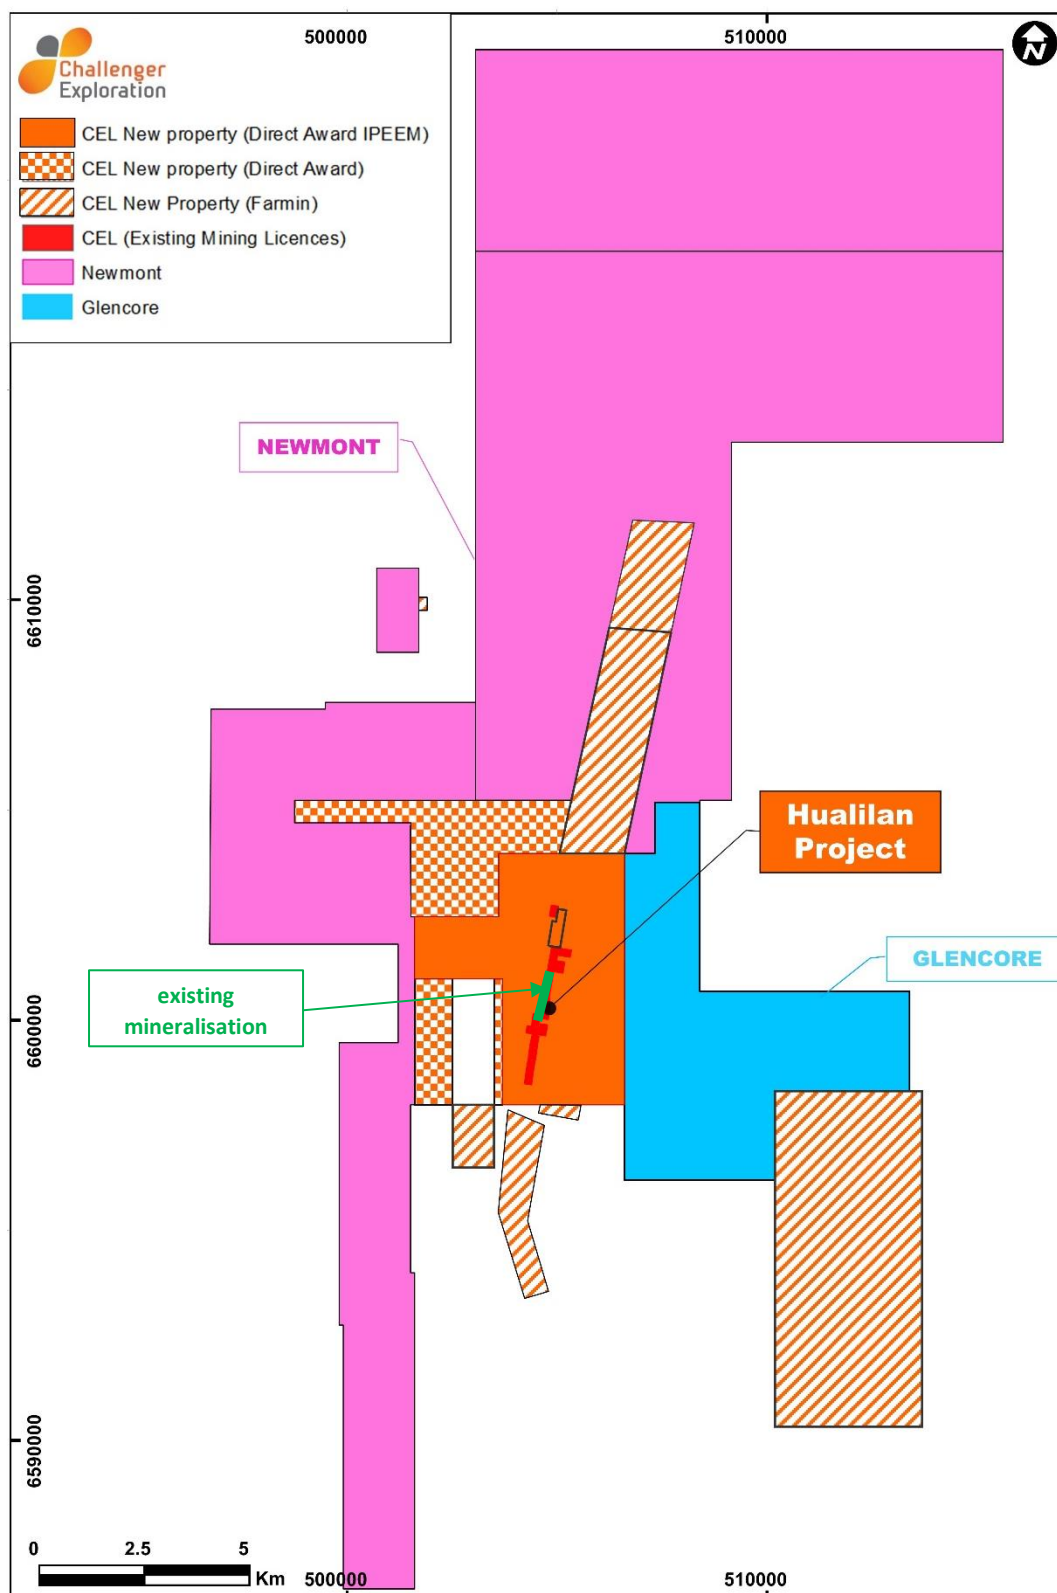 500000
510000
N
Challenger
Exploration
CEL New property (Direct Award IPEEM)
CEL New property (Direct Award)
CEL New Property (Farmin)
CEL (Existing Mining Licences)
Newmont
Glencore
NEWMONT
6610000
Hualilan
Project
GLENCORE
existing
mineralisation
6600000
6590000
0 2.5 5
Km
500000
510000